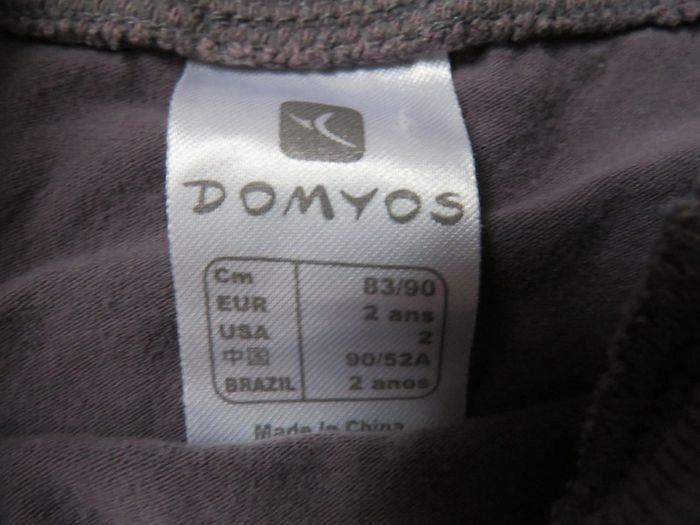 DOMYOS
Cm 83/90
EUR 2 ans
USA 2
中国 90/52A
BRAZIL 2 anos
Made In China